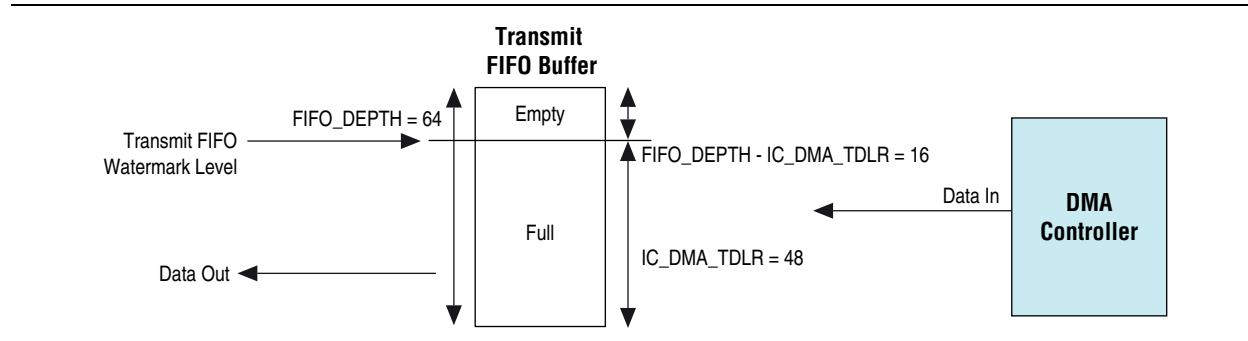 Transmit
FIFO Buffer
FIFO_DEPTH = 64
Empty
Transmit FIFO
Watermark Level
FIFO_DEPTH - IC_DMA_TDLR = 16
Data In
DMA
Controller
Full
IC_DMA_TDLR = 48
Data Out